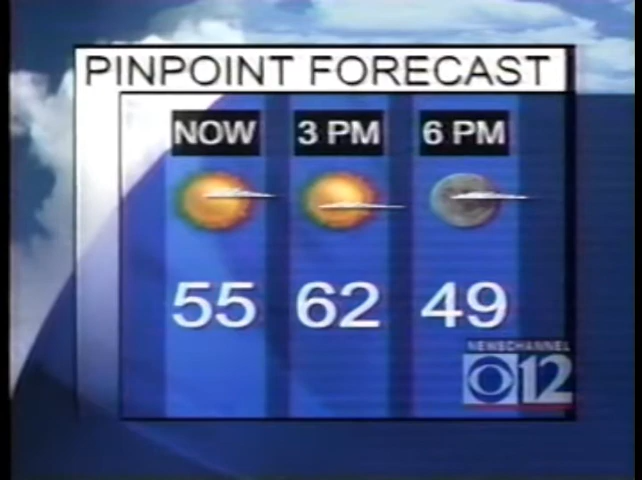 PINPOINT FORECAST
NOW 3 PM 6 PM
55 62 49
NEWSCHANNEL
12